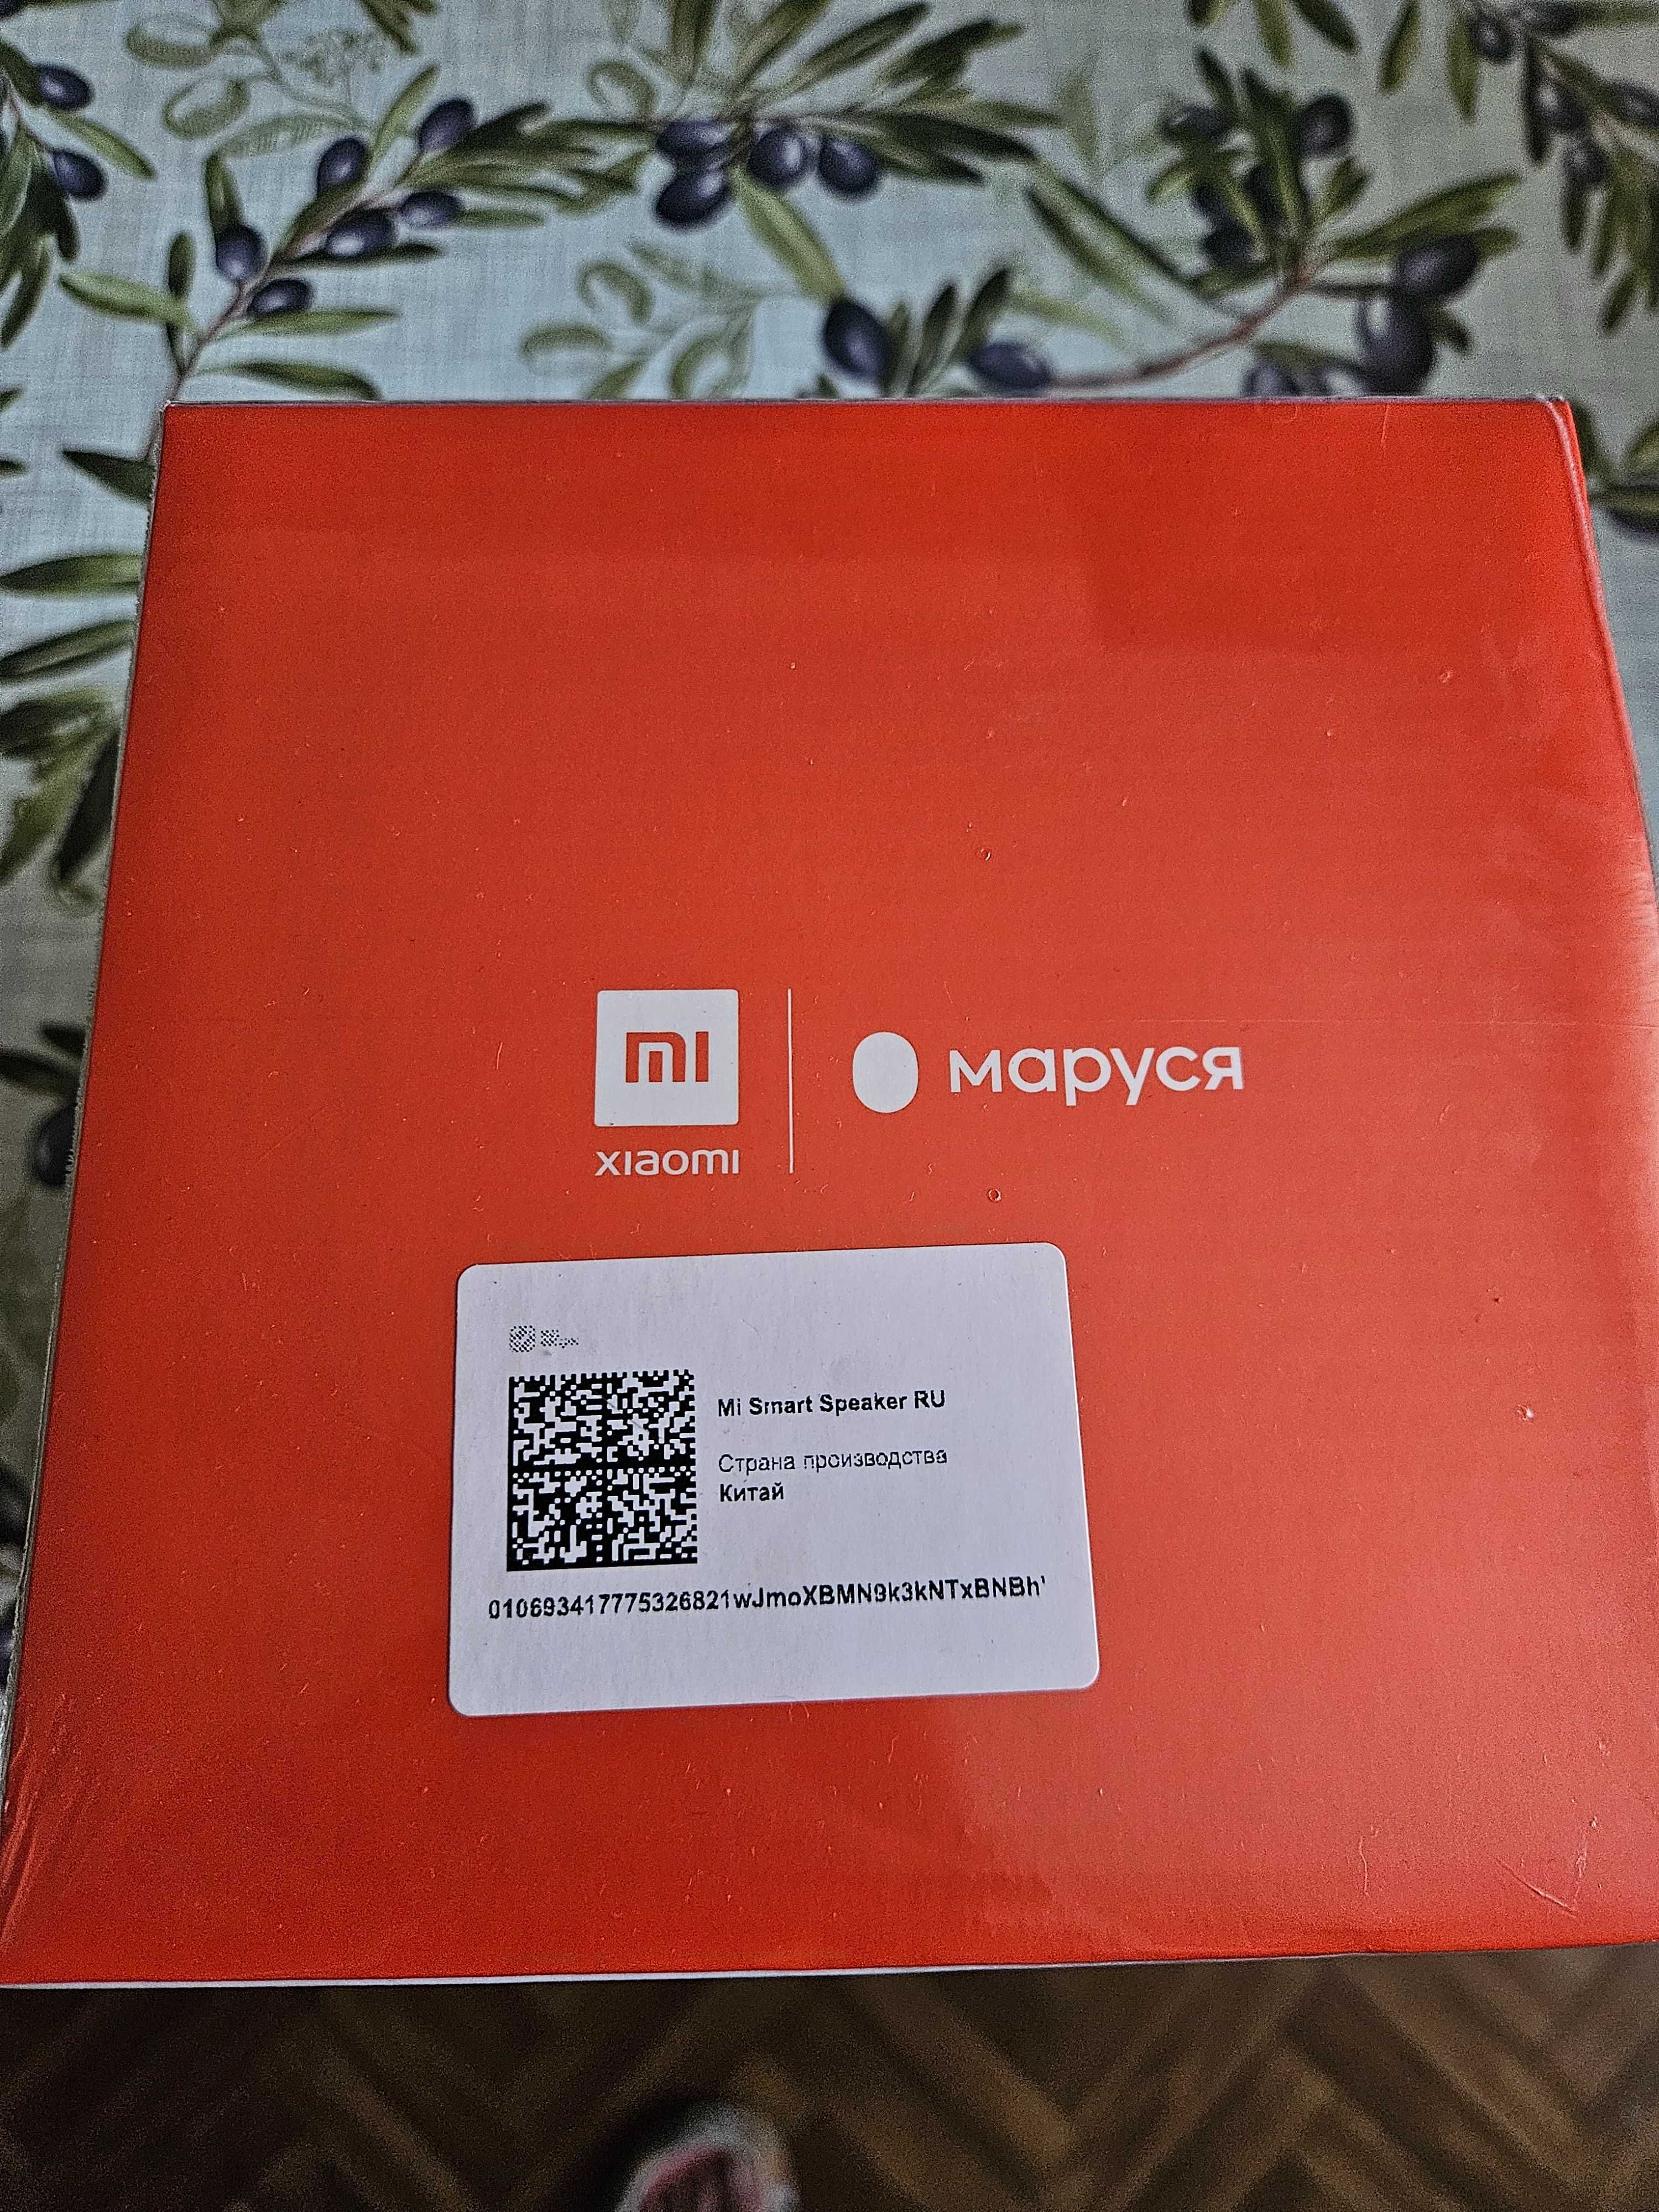 mi
xiaomi
маруся
Mi Smart Speaker RU
Страна производства
Китай
010693417775326821wJmoXBMN9k3kNTxBNBh'